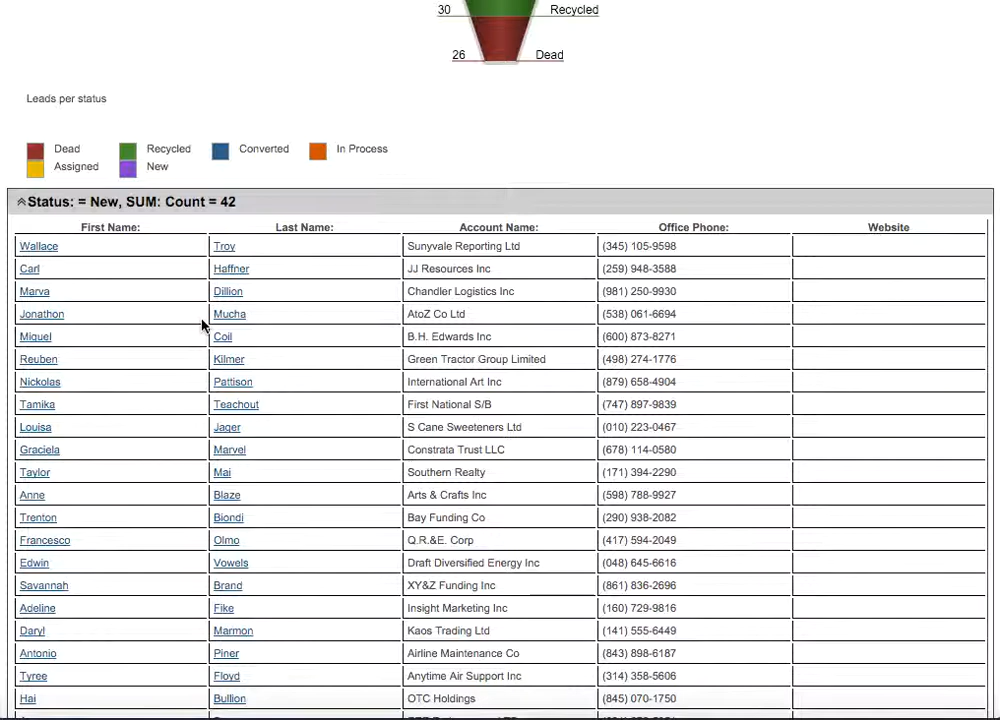 30 Recycled
26 Dead
Leads per status
Dead Recycled Converted In Process
Assigned New
Status: = New, SUM: Count = 42
First Name: Last Name: Account Name: Office Phone: Website
Wallace Troy Sunyvale Reporting Ltd (345) 105-9598
Carl Haffner JJ Resources Inc (259) 948-3588
Marva Dillion Chandler Logistics Inc (981) 250-9930
Jonathon Mucha AtoZ Co Ltd (538) 061-6694
Miquel Coil B.H. Edwards Inc (600) 873-8271
Reuben Kilmer Green Tractor Group Limited (498) 274-1776
Nickolas Pattison International Art Inc (879) 658-4904
Tamika Teachout First National S/B (747) 897-9839
Louisa Jager S Cane Sweeteners Ltd (010) 223-0467
Graciela Marvel Constrata Trust LLC (678) 114-0580
Taylor Mai Southern Realty (171) 394-2290
Anne Blaze Arts & Crafts Inc (598) 788-9927
Trenton Biondi Bay Funding Co (290) 938-2082
Francesco Olmo Q.R.&E. Corp (417) 594-2049
Edwin Vowels Draft Diversified Energy Inc (048) 645-6616
Savannah Brand XY&Z Funding Inc (861) 836-2696
Adeline Fike Insight Marketing Inc (160) 729-9816
Daryl Marmon Kaos Trading Ltd (141) 555-6449
Antonio Piner Airline Maintenance Co (843) 898-6187
Tyree Floyd Anytime Air Support Inc (314) 358-5606
Hai Bullion OTC Holdings (845) 070-1750